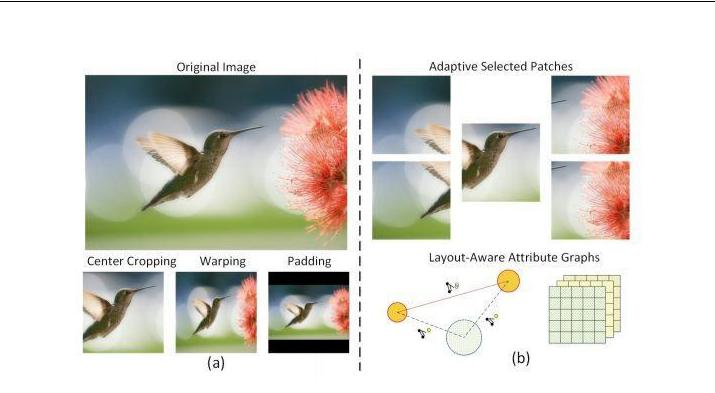 Original Image
Center Cropping
Warping
Padding
(a)
Adaptive Selected Patches
Layout-Aware Attribute Graphs
θ
(b)